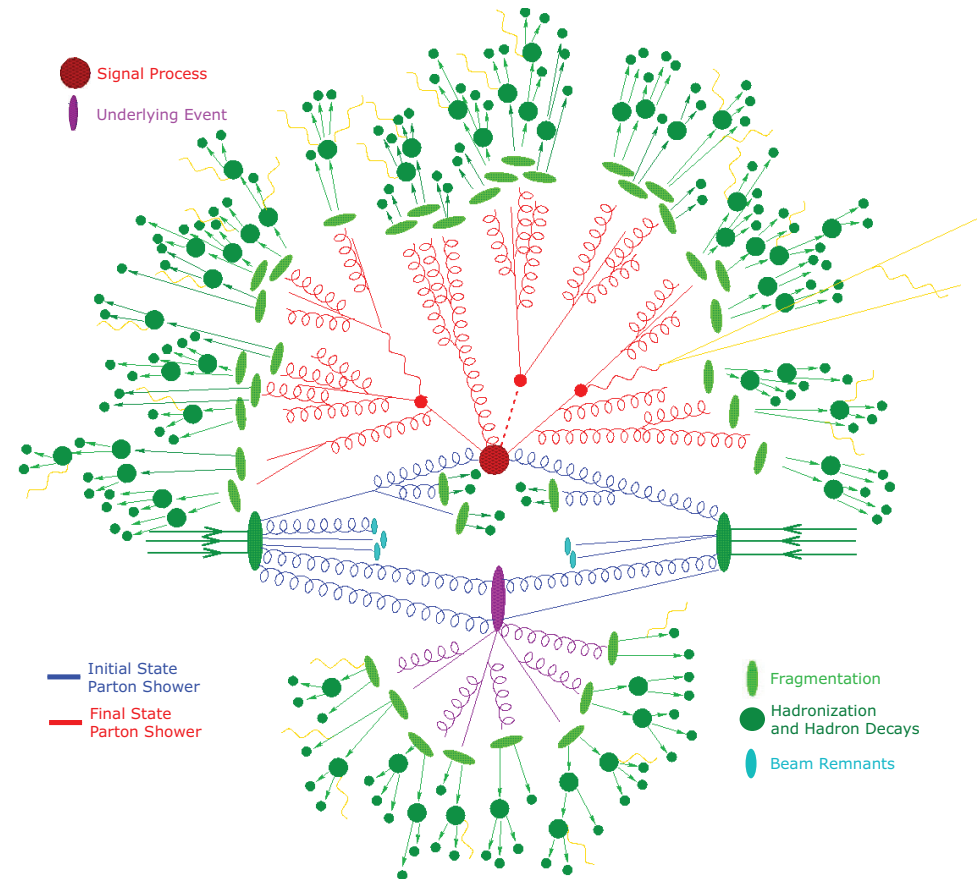 Signal Process
Underlying Event
Initial State
Parton Shower
Final State
Parton Shower
Fragmentation
Hadronization
and Hadron Decays
Beam Remnants